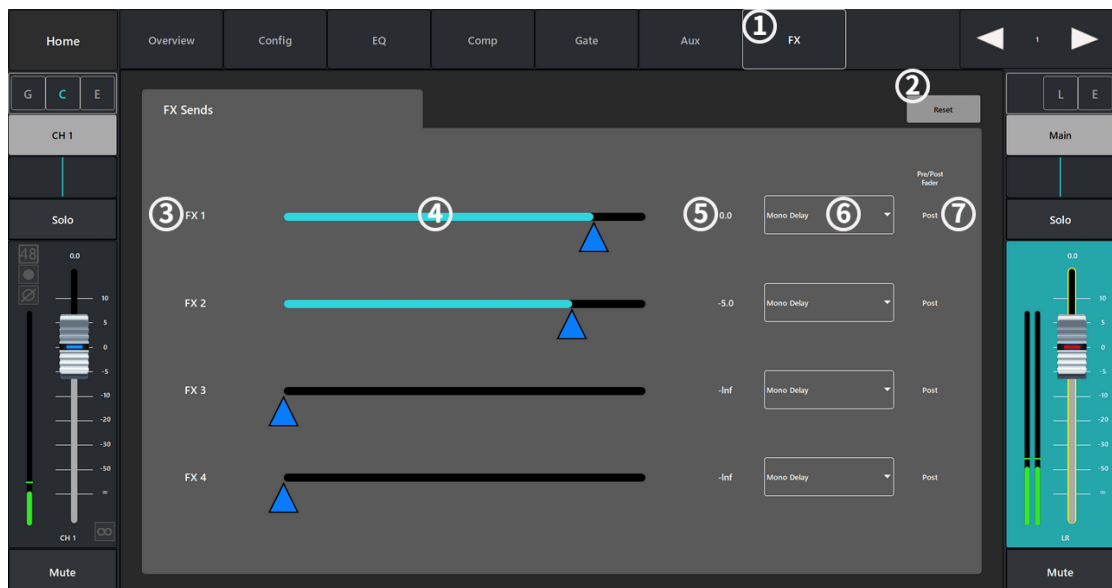 Home
Overview
Config
EQ
Comp
Gate
Aux
① FX
1
G C E
②
L E
FX Sends
Reset
CH 1
Main
Pre/Post
Fader
Solo
③ FX 1
④
⑤ 0.0
Mono Delay ⑥
Post ⑦
Solo
48
0.0
10
5
0
-5
-10
-20
-30
-50
∞
CH 1
Mute
FX 2
-5.0
Mono Delay
Post
FX 3
-Inf
Mono Delay
Post
FX 4
-Inf
Mono Delay
Post
0.0
10
5
0
-5
-10
-20
-30
-50
∞
LR
Mute